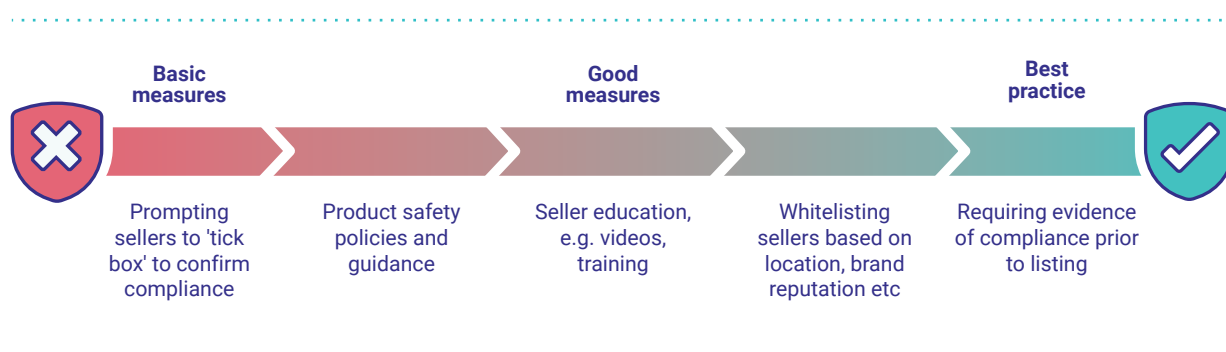 Basic
measures
Good
measures
Best
practice
Prompting
sellers to 'tick
box' to confirm
compliance
Product safety
policies and
guidance
Seller education,
e.g. videos,
training
Whitelisting
sellers based on
location, brand
reputation etc
Requiring evidence
of compliance prior
to listing